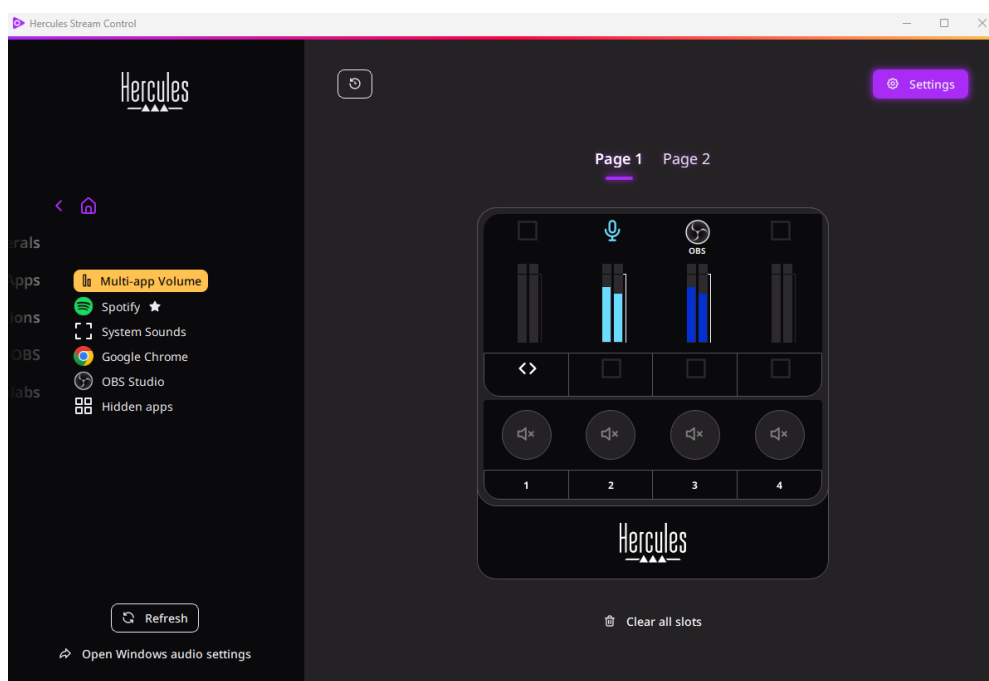 Hercules Stream Control
Hercules
Settings
Page 1 Page 2
erals
Apps
ions
OBS
labs
Multi-app Volume
Spotify
System Sounds
Google Chrome
OBS Studio
Hidden apps
OBS
1 2 3 4
Hercules
Refresh
Open Windows audio settings
Clear all slots